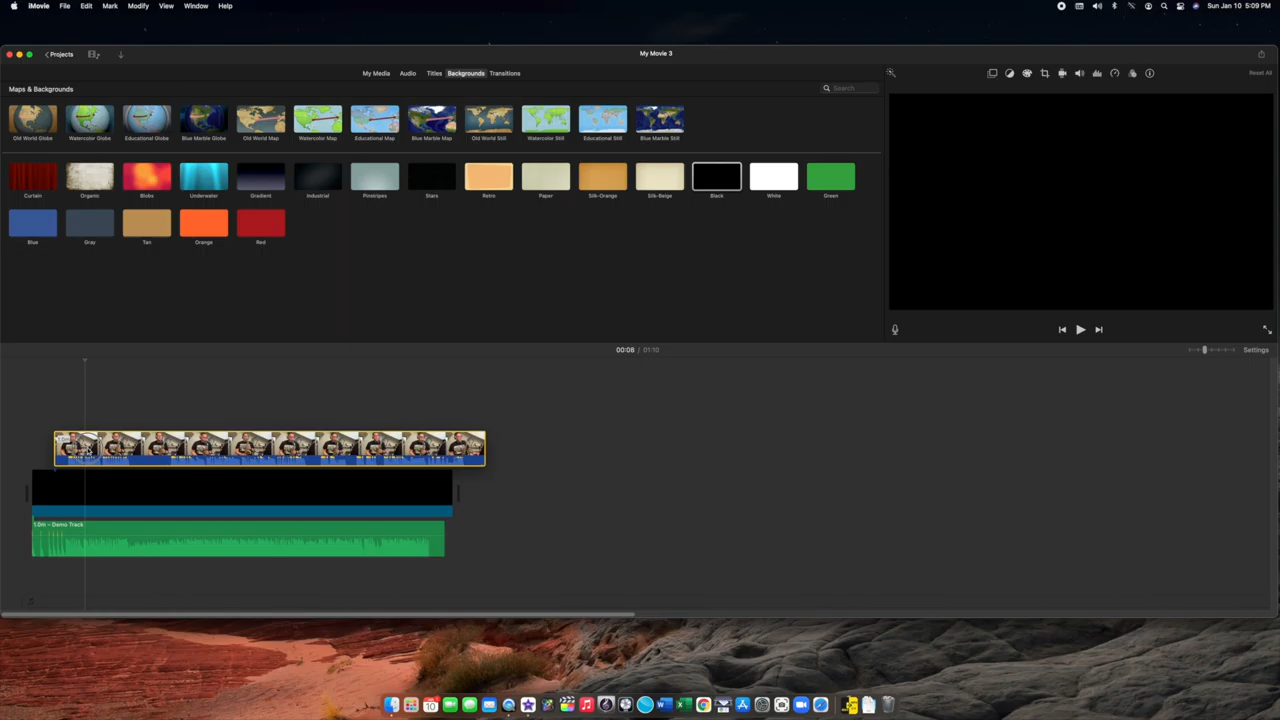 iMovie File Edit Mark Modify View Window Help Sun Jan 10 5:09 PM
Projects My Movie 3
My Media Audio Titles Backgrounds Transitions Reset All
Maps & Backgrounds Search
Old World Globe Watercolor Globe Educational Globe Blue Marble Globe Old World Map Watercolor Map Educational Map Blue Marble Map Old World Still Watercolor Still Educational Still Blue Marble Still
Curtain Organic Blobs Underwater Gradient Industrial Pinstripes Stars Retro Paper Silk-Orange Silk-Beige Black White Green
Blue Gray Tan Orange Red
00:08 / 01:10 Settings
1.0m – Demo Track